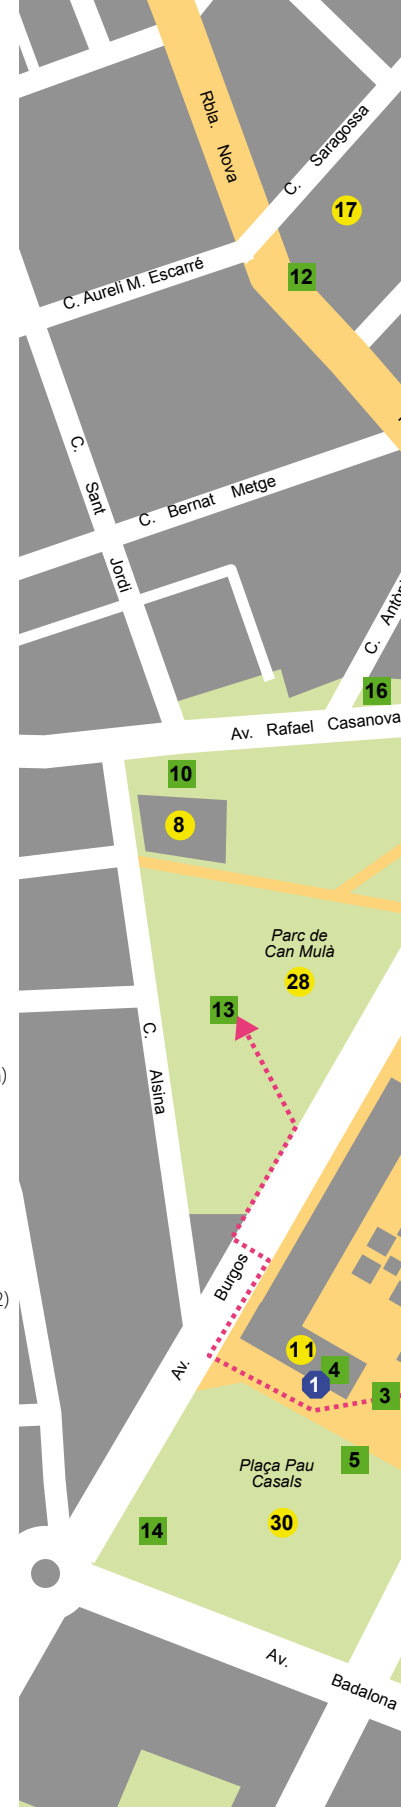 Rbla. Nova
C. Saragossa
17
12
C. Aureli M. Escarré
C. Sant Jordi
C. Bernat Metge
C. Antò
16
Av. Rafael Casanova
10
8
Parc de
Can Mulà
28
13
C. Alsina
)
2)
Av. Burgos
11
4
1
3
5
Plaça Pau
Casals
30
14
Av. Badalona